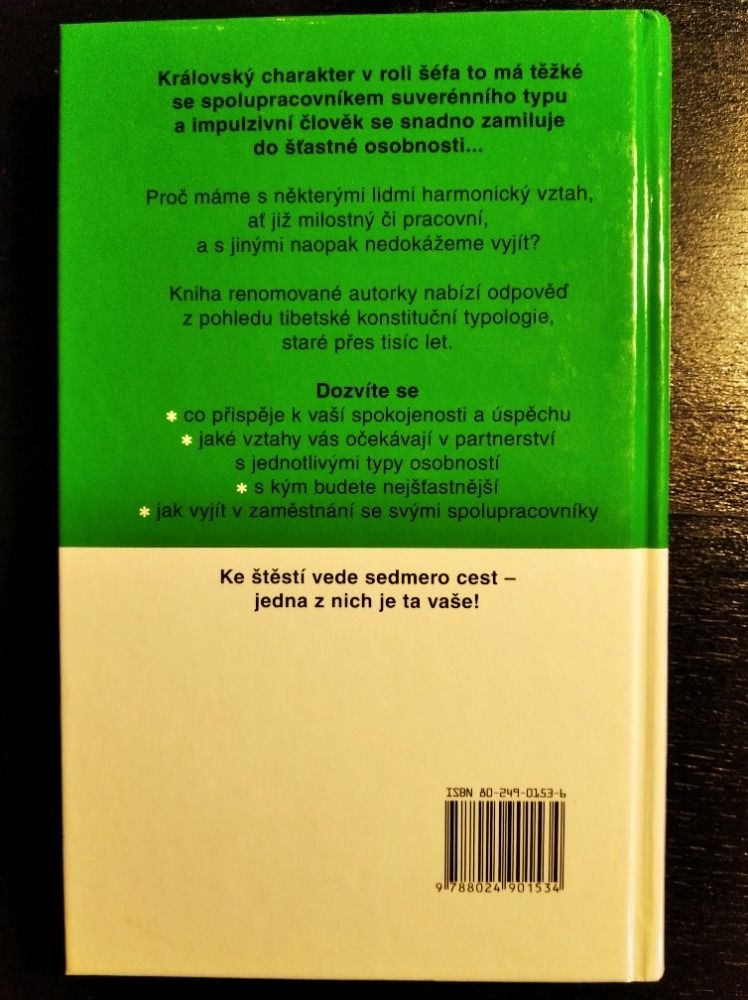 Královský charakter v roli šéfa to má těžké
se spolupracovníkem suverénního typu
a impulzivní člověk se snadno zamiluje
do šťastné osobnosti...
Proč máme s některými lidmi harmonický vztah,
ať již milostný či pracovní,
a s jinými naopak nedokážeme vyjít?
Kniha renomované autorky nabízí odpověď
z pohledu tibetské konstituční typologie,
staré přes tisíc let.
Dozvíte se
* co přispěje k vaší spokojenosti a úspěchu
* jaké vztahy vás očekávají v partnerství
s jednotlivými typy osobností
* s kým budete nejšťastnější
* jak vyjít v zaměstnání se svými spolupracovníky
Ke štěstí vede sedmero cest –
jedna z nich je ta vaše!
ISBN 80-249-0153-6
9 788024 901534